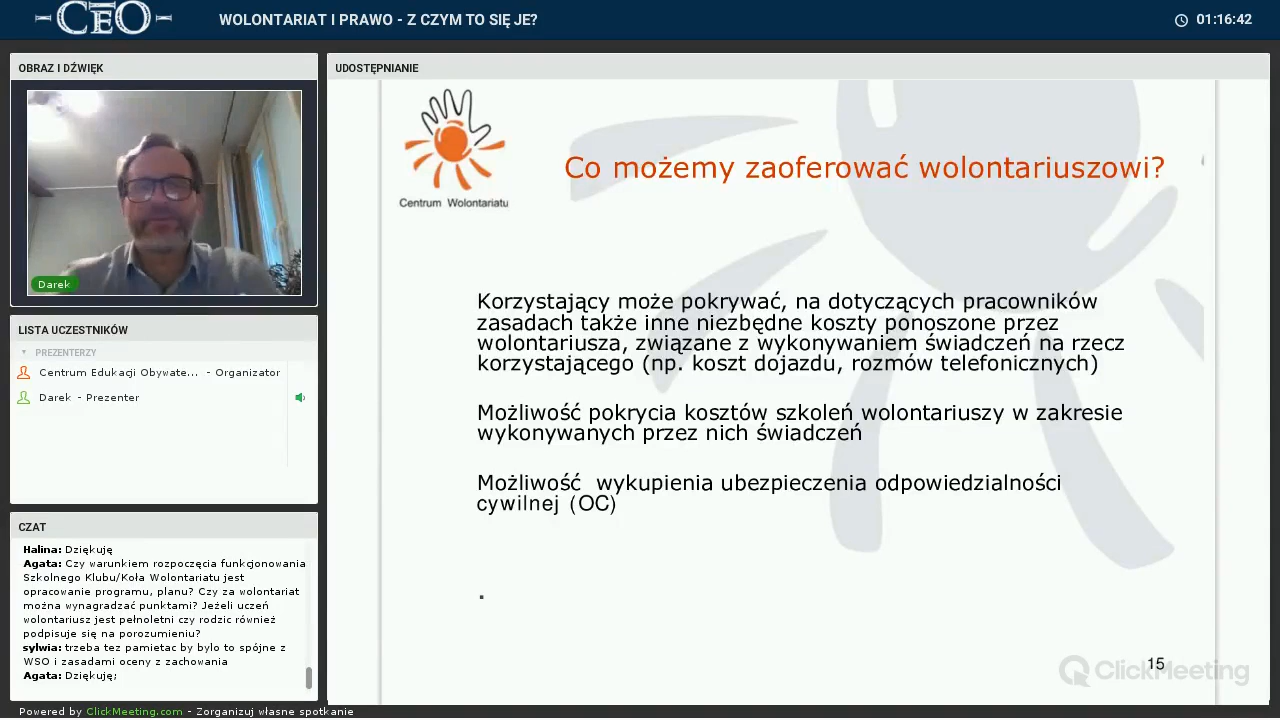 CEO
WOLONTARIAT I PRAWO - Z CZYM TO SIĘ JE?
01:16:42
OBRAZ I DŹWIĘK
Darek
LISTA UCZESTNIKÓW
PREZENTERZY
Centrum Edukacji Obywate... - Organizator
Darek - Prezenter
CZAT
Halina: Dziękuję
Agata: Czy warunkiem rozpoczęcia funkcjonowania
Szkolnego Klubu/Koła Wolontariatu jest
opracowanie programu, planu? Czy za wolontariat
można wynagradzać punktami? Jeżeli uczeń
wolontariusz jest pełnoletni czy rodzic również
podpisuje się na porozumieniu?
sylwia: trzeba tez pamietac by bylo to spójne z
WSO i zasadami oceny z zachowania
Agata: Dziękuję;
UDOSTĘPNIANIE
Centrum Wolontariatu
Co możemy zaoferować wolontariuszowi?
Korzystający może pokrywać, na dotyczących pracowników
zasadach także inne niezbędne koszty ponoszone przez
wolontariusza, związane z wykonywaniem świadczeń na rzecz
korzystającego (np. koszt dojazdu, rozmów telefonicznych)
Możliwość pokrycia kosztów szkoleń wolontariuszy w zakresie
wykonywanych przez nich świadczeń
Możliwość wykupienia ubezpieczenia odpowiedzialności
cywilnej (OC)
.
15
ClickMeeting
Powered by ClickMeeting.com - Zorganizuj własne spotkanie